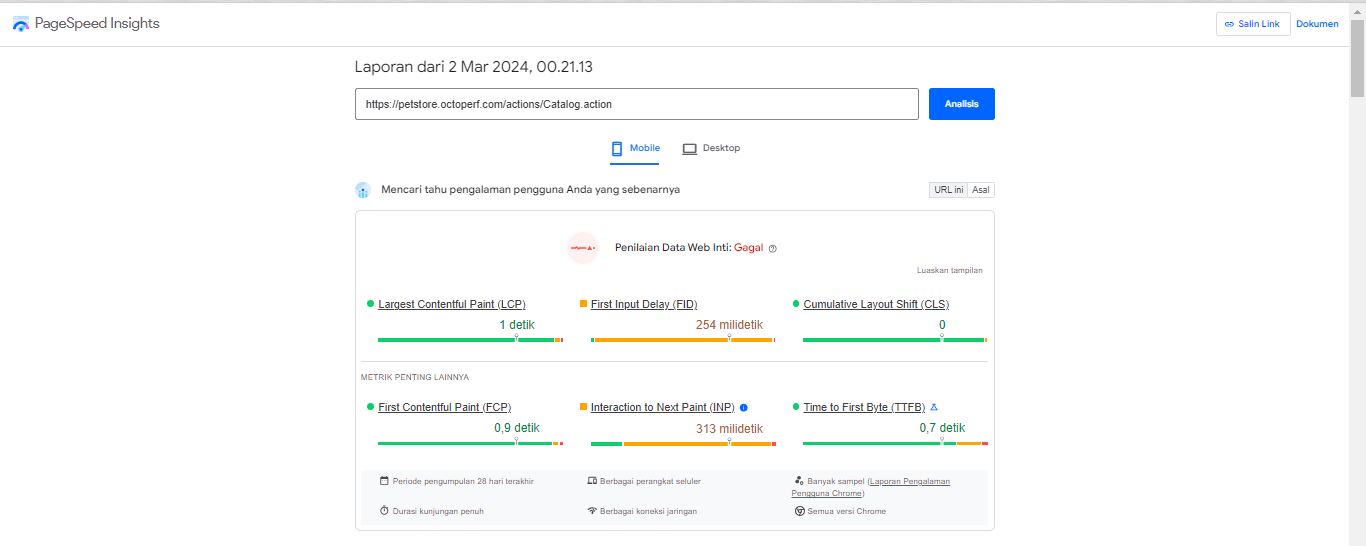 PageSpeed Insights
Salin Link
Dokumen
Laporan dari 2 Mar 2024, 00.21.13
https://petstore.octoperf.com/actions/Catalog.action
Analisis
Mobile
Desktop
Mencari tahu pengalaman pengguna Anda yang sebenarnya
URL ini
Asal
Penilaian Data Web Inti: Gagal
Luaskan tampilan
Largest Contentful Paint (LCP)
1 detik
First Input Delay (FID)
254 milidetik
Cumulative Layout Shift (CLS)
0
METRIK PENTING LAINNYA
First Contentful Paint (FCP)
0,9 detik
Interaction to Next Paint (INP)
313 milidetik
Time to First Byte (TTFB)
0,7 detik
Periode pengumpulan 28 hari terakhir
Berbagai perangkat seluler
Banyak sampel (Laporan Pengalaman
Pengguna Chrome)
Durasi kunjungan penuh
Berbagai koneksi jaringan
Semua versi Chrome